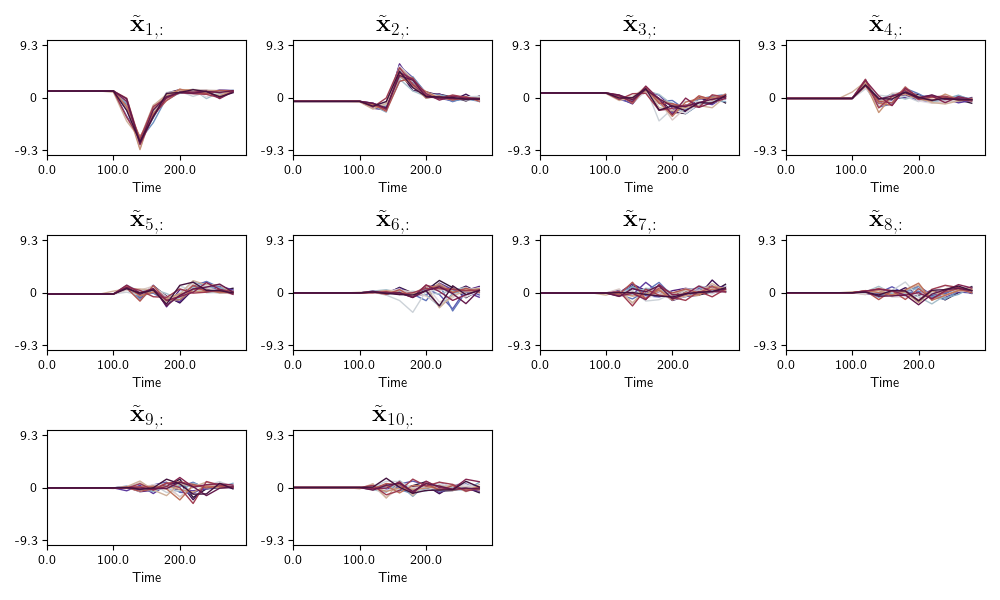 x̃₁,: x̃₂,: x̃₃,: x̃₄,:
9.3 9.3 9.3 9.3
0 0 0 0
-9.3 -9.3 -9.3 -9.3
0.0 100.0 200.0 0.0 100.0 200.0 0.0 100.0 200.0 0.0 100.0 200.0
Time Time Time Time
x̃₅,: x̃₆,: x̃₇,: x̃₈,:
9.3 9.3 9.3 9.3
0 0 0 0
-9.3 -9.3 -9.3 -9.3
0.0 100.0 200.0 0.0 100.0 200.0 0.0 100.0 200.0 0.0 100.0 200.0
Time Time Time Time
x̃₉,: x̃₁₀,:
9.3 9.3
0 0
-9.3 -9.3
0.0 100.0 200.0 0.0 100.0 200.0
Time Time